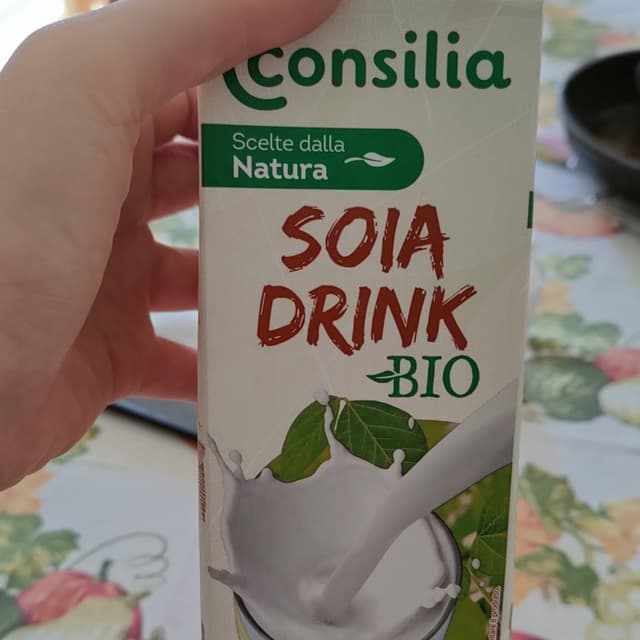 consilia
Scelte dalla
Natura
SOIA
DRINK
BIO